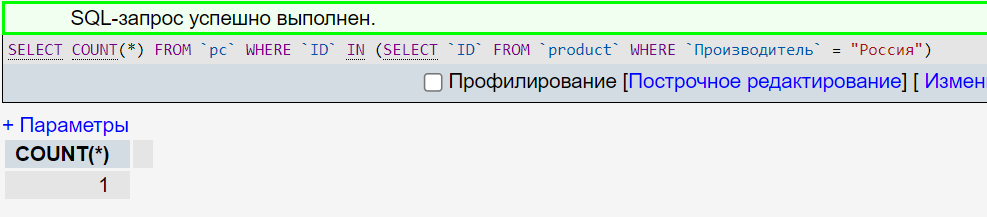 SQL-запрос успешно выполнен.
SELECT COUNT(*) FROM `pc` WHERE `ID` IN (SELECT `ID` FROM `product` WHERE `Производитель` = "Россия")
Профилирование [Построчное редактирование] [ Измен
+ Параметры
COUNT(*)
1